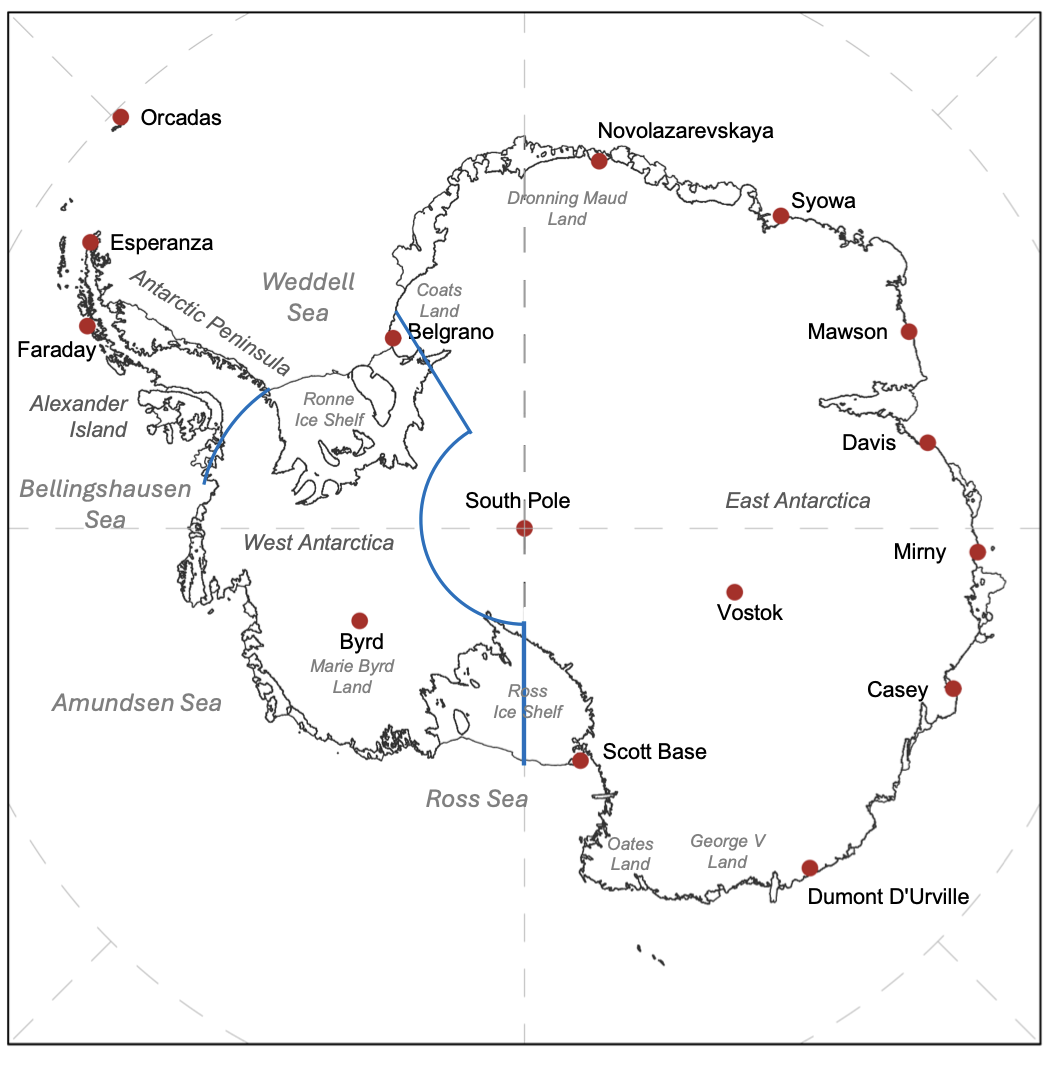 Orcadas
Novolazarevskaya
Dronning Maud
Land
Syowa
Esperanza
Antarctic Peninsula
Weddell
Sea
Coats
Land
Belgrano
Mawson
Faraday
Alexander
Island
Ronne
Ice Shelf
Davis
Bellingshausen
Sea
South Pole
East Antarctica
West Antarctica
Mirny
Vostok
Byrd
Marie Byrd
Land
Amundsen Sea
Ross
Ice Shelf
Casey
Scott Base
Ross Sea
Oates
Land
George V
Land
Dumont D'Urville